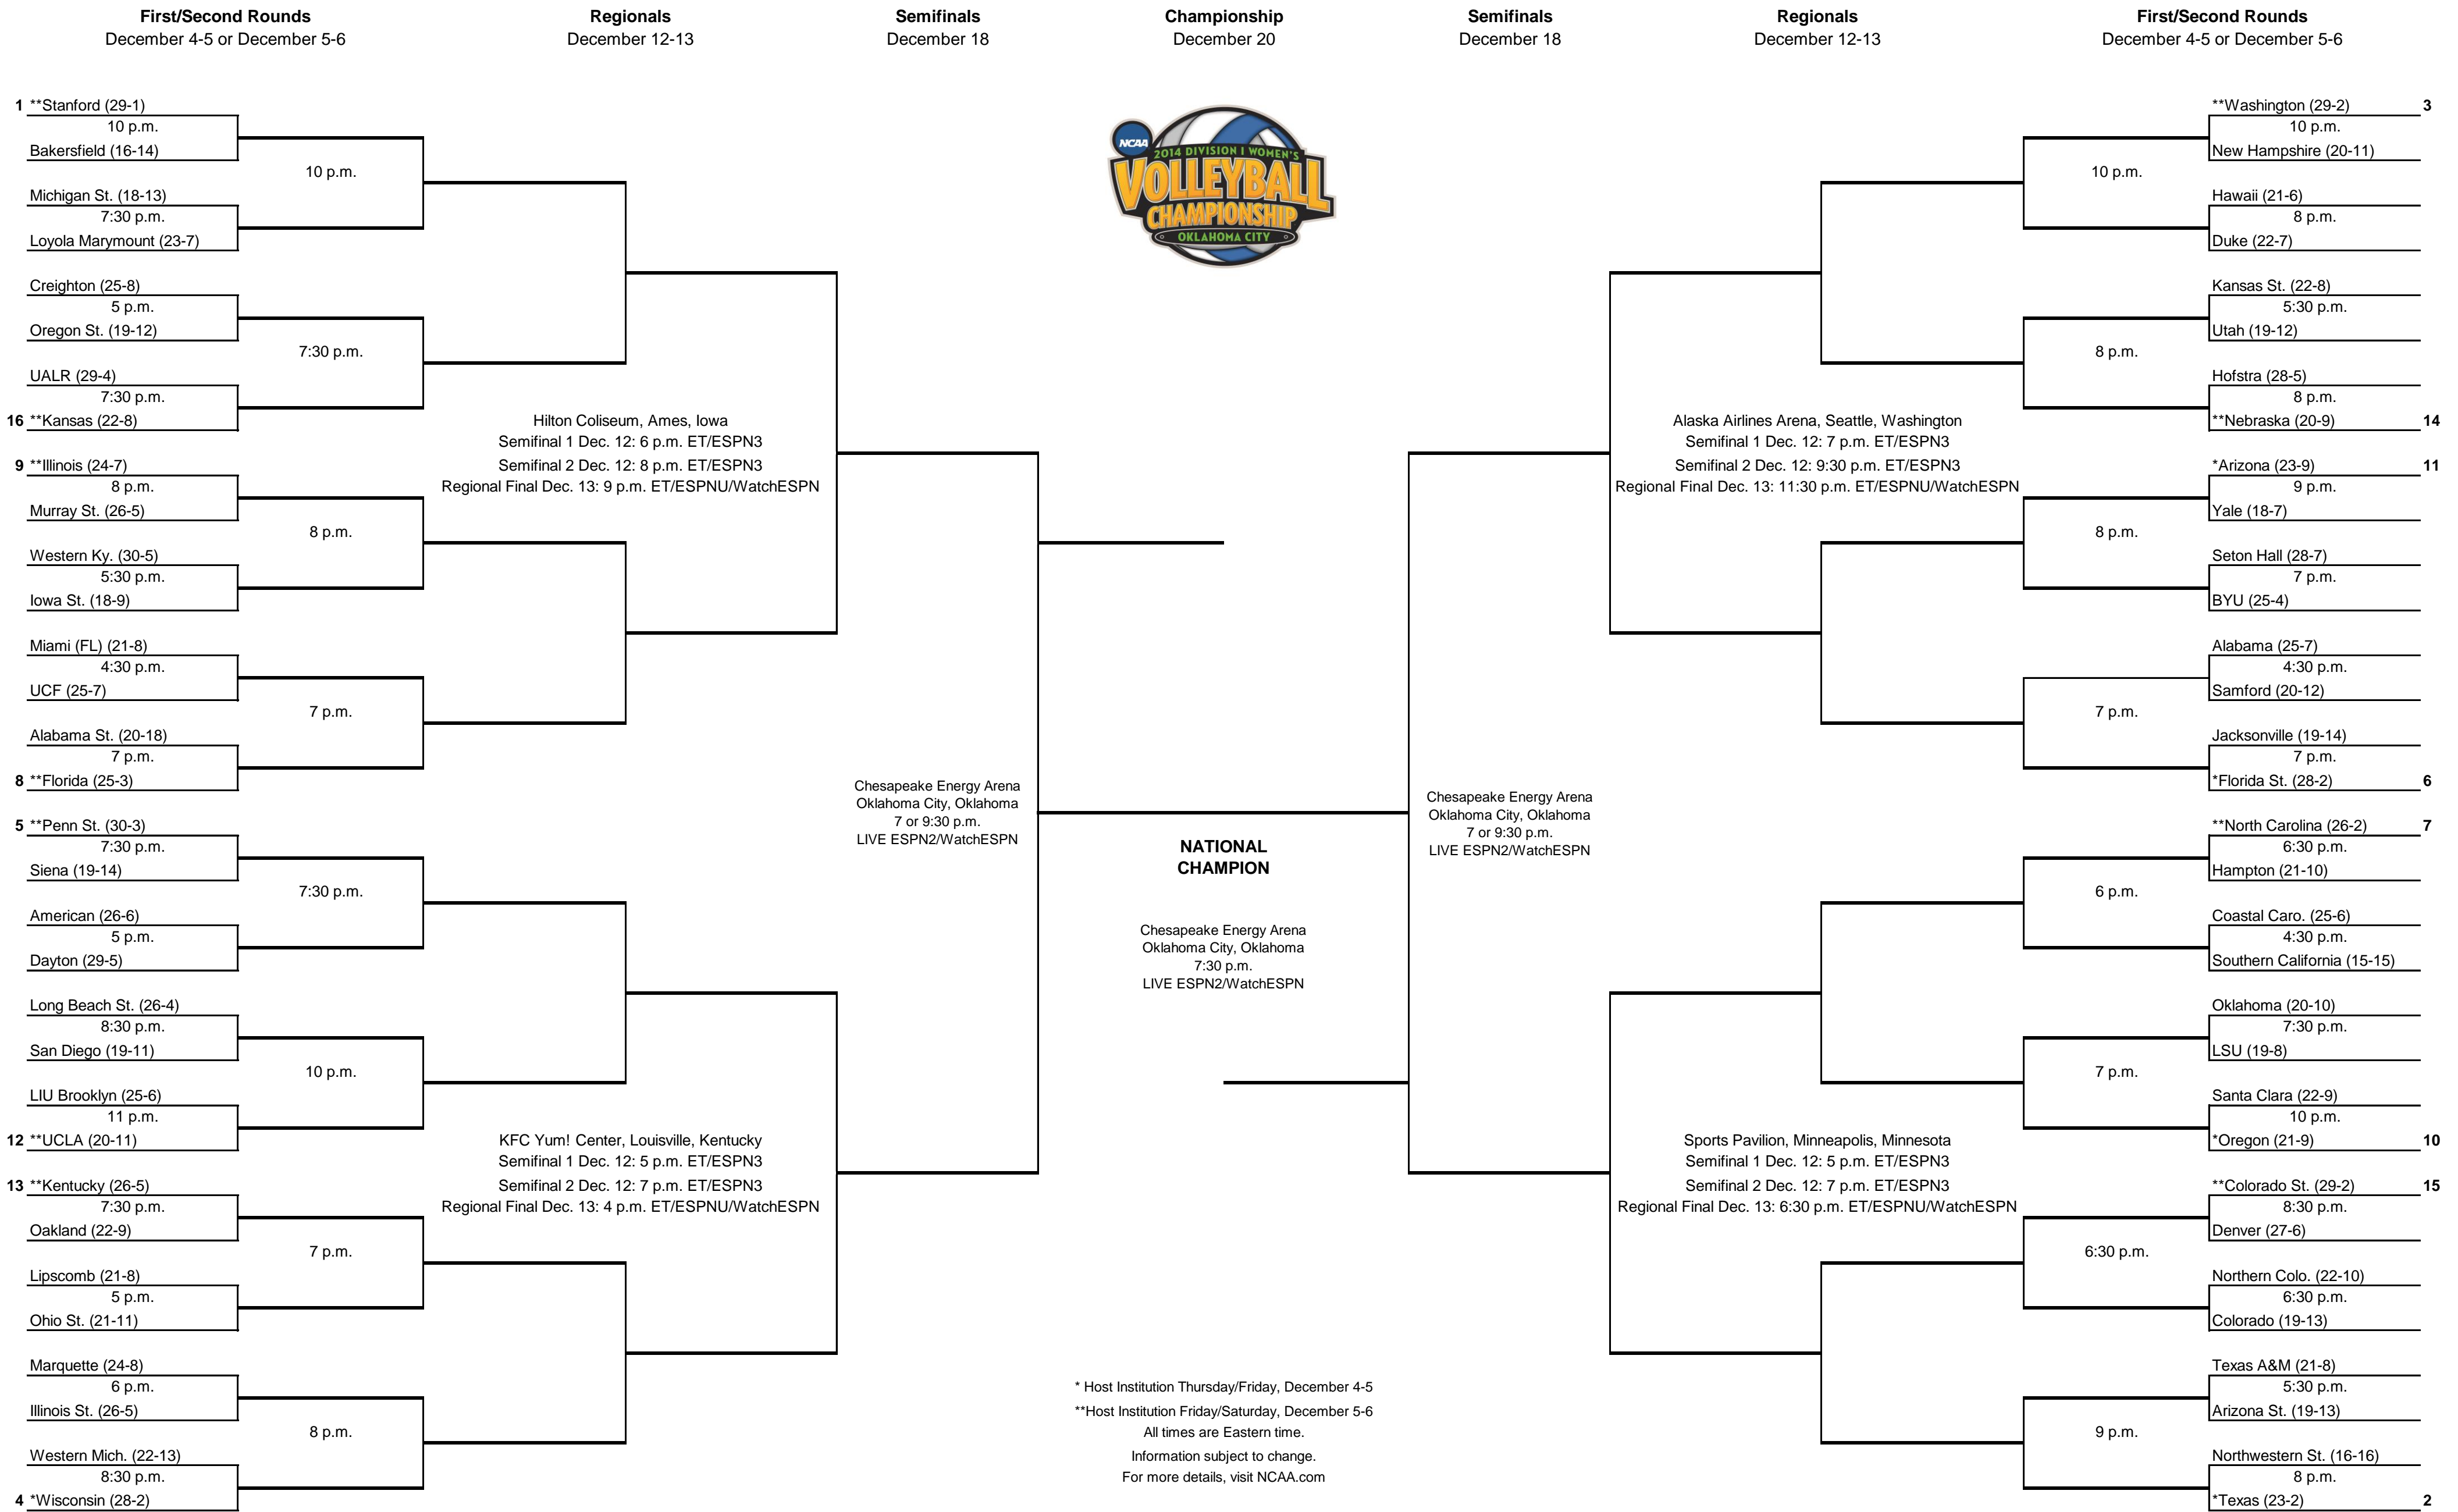 First/Second Rounds
December 4-5 or December 5-6
Regionals
December 12-13
Semifinals
December 18
Championship
December 20
Semifinals
December 18
Regionals
December 12-13
First/Second Rounds
December 4-5 or December 5-6
1 **Stanford (29-1)
10 p.m.
Bakersfield (16-14)
10 p.m.
Michigan St. (18-13)
7:30 p.m.
Loyola Marymount (23-7)
Creighton (25-8)
5 p.m.
Oregon St. (19-12)
7:30 p.m.
UALR (29-4)
7:30 p.m.
16 **Kansas (22-8)
Hilton Coliseum, Ames, Iowa
Semifinal 1 Dec. 12: 6 p.m. ET/ESPN3
Semifinal 2 Dec. 12: 8 p.m. ET/ESPN3
Regional Final Dec. 13: 9 p.m. ET/ESPNU/WatchESPN
9 **Illinois (24-7)
8 p.m.
Murray St. (26-5)
8 p.m.
Western Ky. (30-5)
5:30 p.m.
Iowa St. (18-9)
Miami (FL) (21-8)
4:30 p.m.
UCF (25-7)
7 p.m.
Alabama St. (20-18)
7 p.m.
8 **Florida (25-3)
5 **Penn St. (30-3)
7:30 p.m.
Siena (19-14)
7:30 p.m.
American (26-6)
5 p.m.
Dayton (29-5)
Long Beach St. (26-4)
8:30 p.m.
San Diego (19-11)
10 p.m.
LIU Brooklyn (25-6)
11 p.m.
12 **UCLA (20-11)
KFC Yum! Center, Louisville, Kentucky
Semifinal 1 Dec. 12: 5 p.m. ET/ESPN3
Semifinal 2 Dec. 12: 7 p.m. ET/ESPN3
Regional Final Dec. 13: 4 p.m. ET/ESPNU/WatchESPN
13 **Kentucky (26-5)
7:30 p.m.
Oakland (22-9)
7 p.m.
Lipscomb (21-8)
5 p.m.
Ohio St. (21-11)
Marquette (24-8)
6 p.m.
Illinois St. (26-5)
8 p.m.
Western Mich. (22-13)
8:30 p.m.
4 *Wisconsin (28-2)
Chesapeake Energy Arena
Oklahoma City, Oklahoma
7 or 9:30 p.m.
LIVE ESPN2/WatchESPN
NCAA
2014 DIVISION I WOMEN'S
VOLLEYBALL
CHAMPIONSHIP
OKLAHOMA CITY
NATIONAL
CHAMPION
Chesapeake Energy Arena
Oklahoma City, Oklahoma
7:30 p.m.
LIVE ESPN2/WatchESPN
* Host Institution Thursday/Friday, December 4-5
**Host Institution Friday/Saturday, December 5-6
All times are Eastern time.
Information subject to change.
For more details, visit NCAA.com
Chesapeake Energy Arena
Oklahoma City, Oklahoma
7 or 9:30 p.m.
LIVE ESPN2/WatchESPN
**Washington (29-2) 3
10 p.m.
New Hampshire (20-11)
10 p.m.
Hawaii (21-6)
8 p.m.
Duke (22-7)
Kansas St. (22-8)
5:30 p.m.
Utah (19-12)
8 p.m.
Hofstra (28-5)
8 p.m.
**Nebraska (20-9) 14
Alaska Airlines Arena, Seattle, Washington
Semifinal 1 Dec. 12: 7 p.m. ET/ESPN3
Semifinal 2 Dec. 12: 9:30 p.m. ET/ESPN3
Regional Final Dec. 13: 11:30 p.m. ET/ESPNU/WatchESPN
*Arizona (23-9) 11
9 p.m.
Yale (18-7)
8 p.m.
Seton Hall (28-7)
7 p.m.
BYU (25-4)
Alabama (25-7)
4:30 p.m.
Samford (20-12)
7 p.m.
Jacksonville (19-14)
7 p.m.
*Florida St. (28-2) 6
**North Carolina (26-2) 7
6:30 p.m.
Hampton (21-10)
6 p.m.
Coastal Caro. (25-6)
4:30 p.m.
Southern California (15-15)
Oklahoma (20-10)
7:30 p.m.
LSU (19-8)
7 p.m.
Santa Clara (22-9)
10 p.m.
*Oregon (21-9) 10
Sports Pavilion, Minneapolis, Minnesota
Semifinal 1 Dec. 12: 5 p.m. ET/ESPN3
Semifinal 2 Dec. 12: 7 p.m. ET/ESPN3
Regional Final Dec. 13: 6:30 p.m. ET/ESPNU/WatchESPN
**Colorado St. (29-2) 15
8:30 p.m.
Denver (27-6)
6:30 p.m.
Northern Colo. (22-10)
6:30 p.m.
Colorado (19-13)
Texas A&M (21-8)
5:30 p.m.
Arizona St. (19-13)
9 p.m.
Northwestern St. (16-16)
8 p.m.
*Texas (23-2) 2